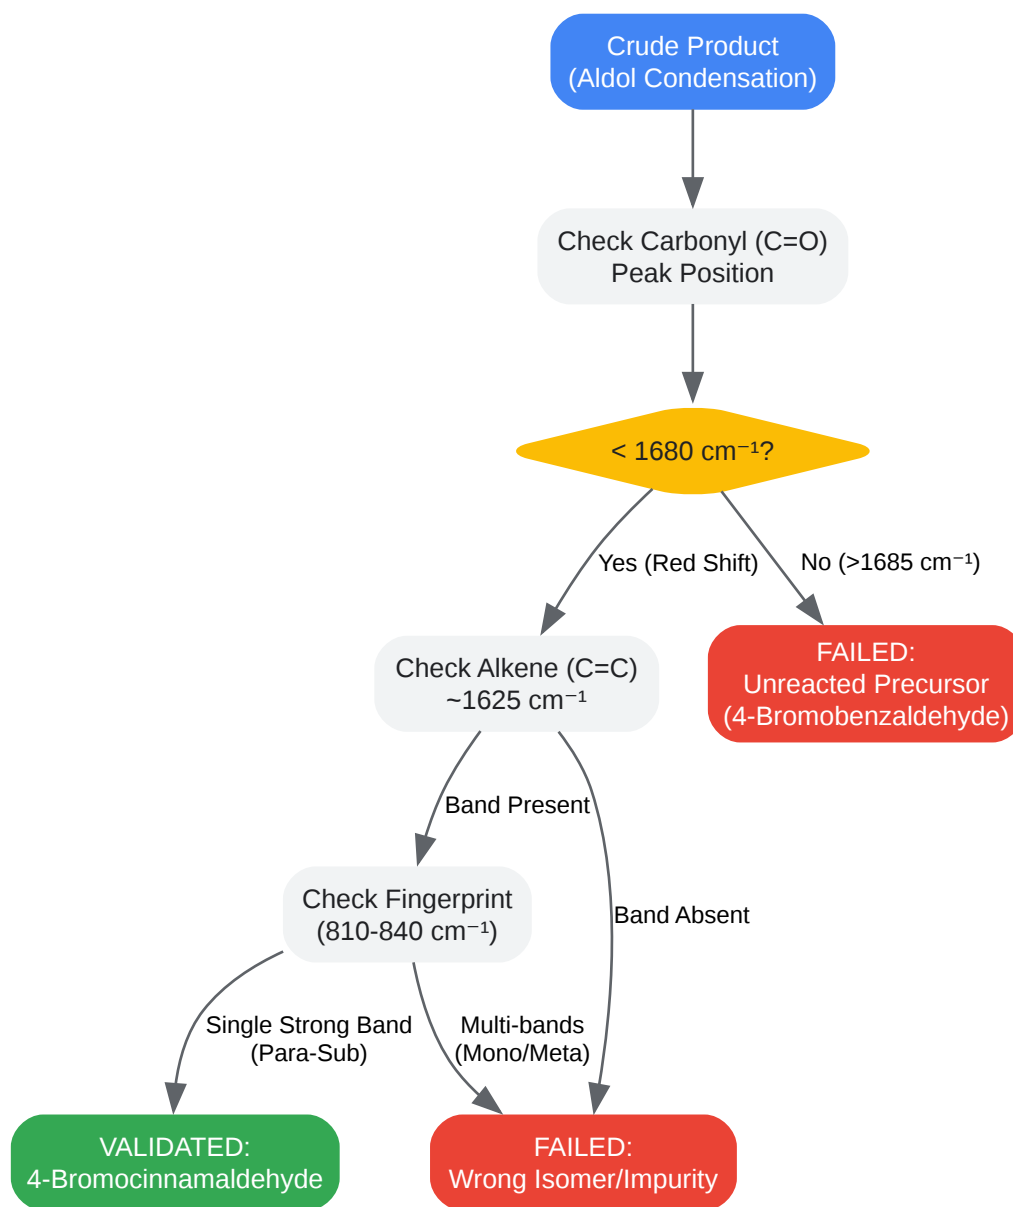 Crude Product
(Aldol Condensation)
Check Carbonyl (C=O)
Peak Position
< 1680 cm⁻¹?
Yes (Red Shift)
No (>1685 cm⁻¹)
Check Alkene (C=C)
~1625 cm⁻¹
FAILED:
Unreacted Precursor
(4-Bromobenzaldehyde)
Band Present
Check Fingerprint
(810-840 cm⁻¹)
Band Absent
Single Strong Band
(Para-Sub)
Multi-bands
(Mono/Meta)
VALIDATED:
4-Bromocinnamaldehyde
FAILED:
Wrong Isomer/Impurity